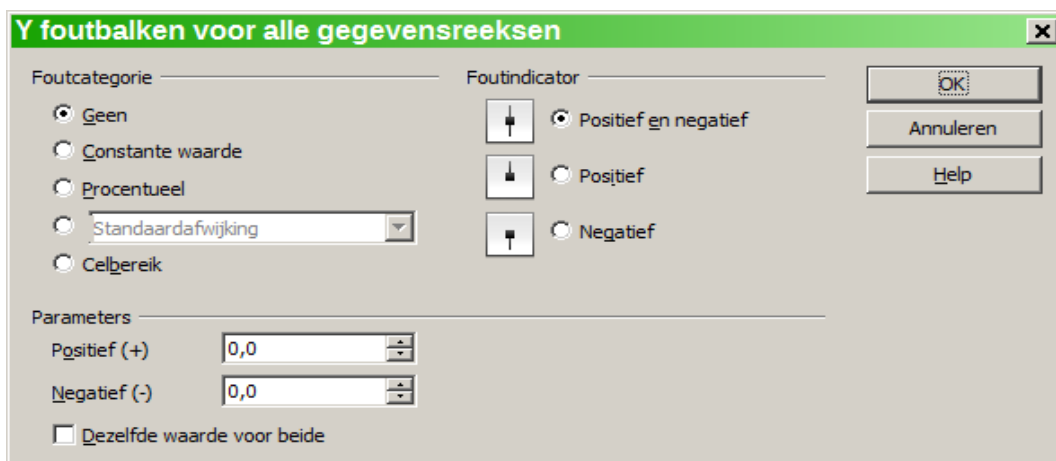 Y foutbalken voor alle gegevensreeksen
Foutcategorie
Geen
Constante waarde
Procentueel
Standaardafwijking
Celbereik
Foutindicator
Positief en negatief
Positief
Negatief
OK
Annuleren
Help
Parameters
Positief (+) 0,0
Negatief (-) 0,0
Dezelfde waarde voor beide